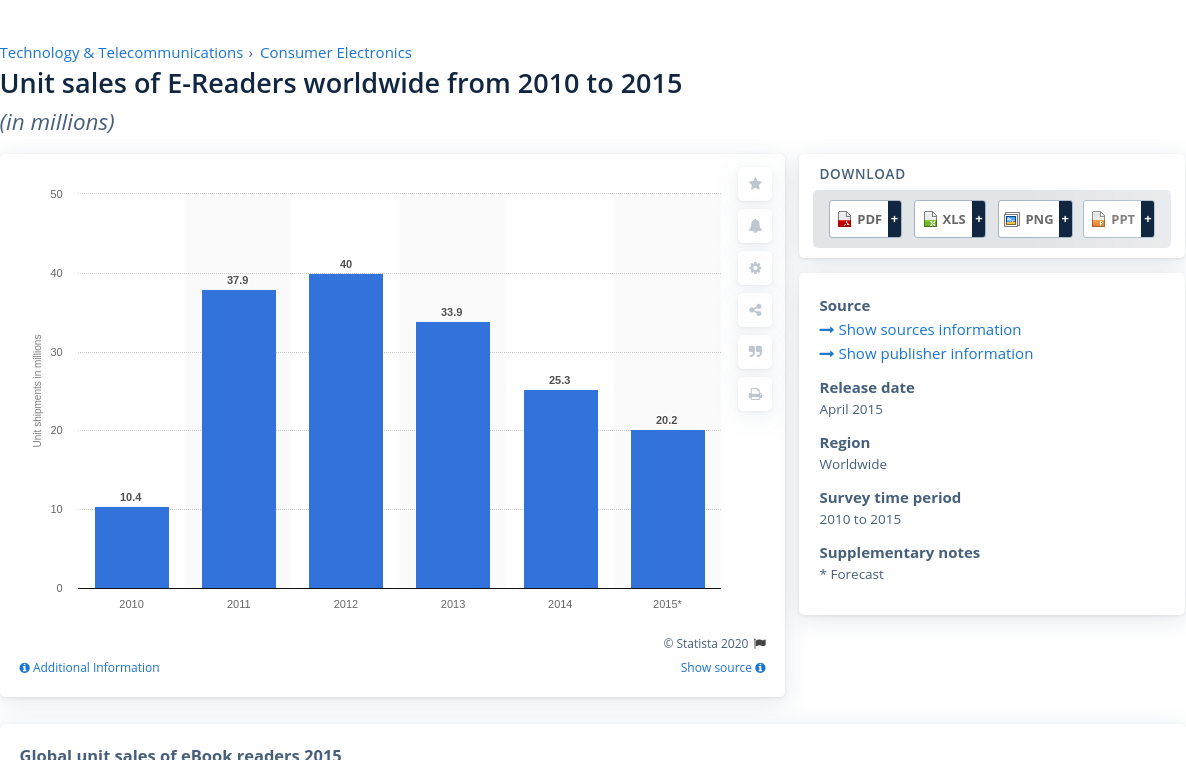 Technology & Telecommunications › Consumer Electronics
Unit sales of E-Readers worldwide from 2010 to 2015
(in millions)
50
40
30
20
10
0
Unit shipments in millions
10.4
37.9
40
33.9
25.3
20.2
2010
2011
2012
2013
2014
2015*
© Statista 2020
Additional Information
Show source
DOWNLOAD
PDF + XLS + PNG + PPT +
Source
Show sources information
Show publisher information
Release date
April 2015
Region
Worldwide
Survey time period
2010 to 2015
Supplementary notes
* Forecast
Global unit sales of eBook readers 2015